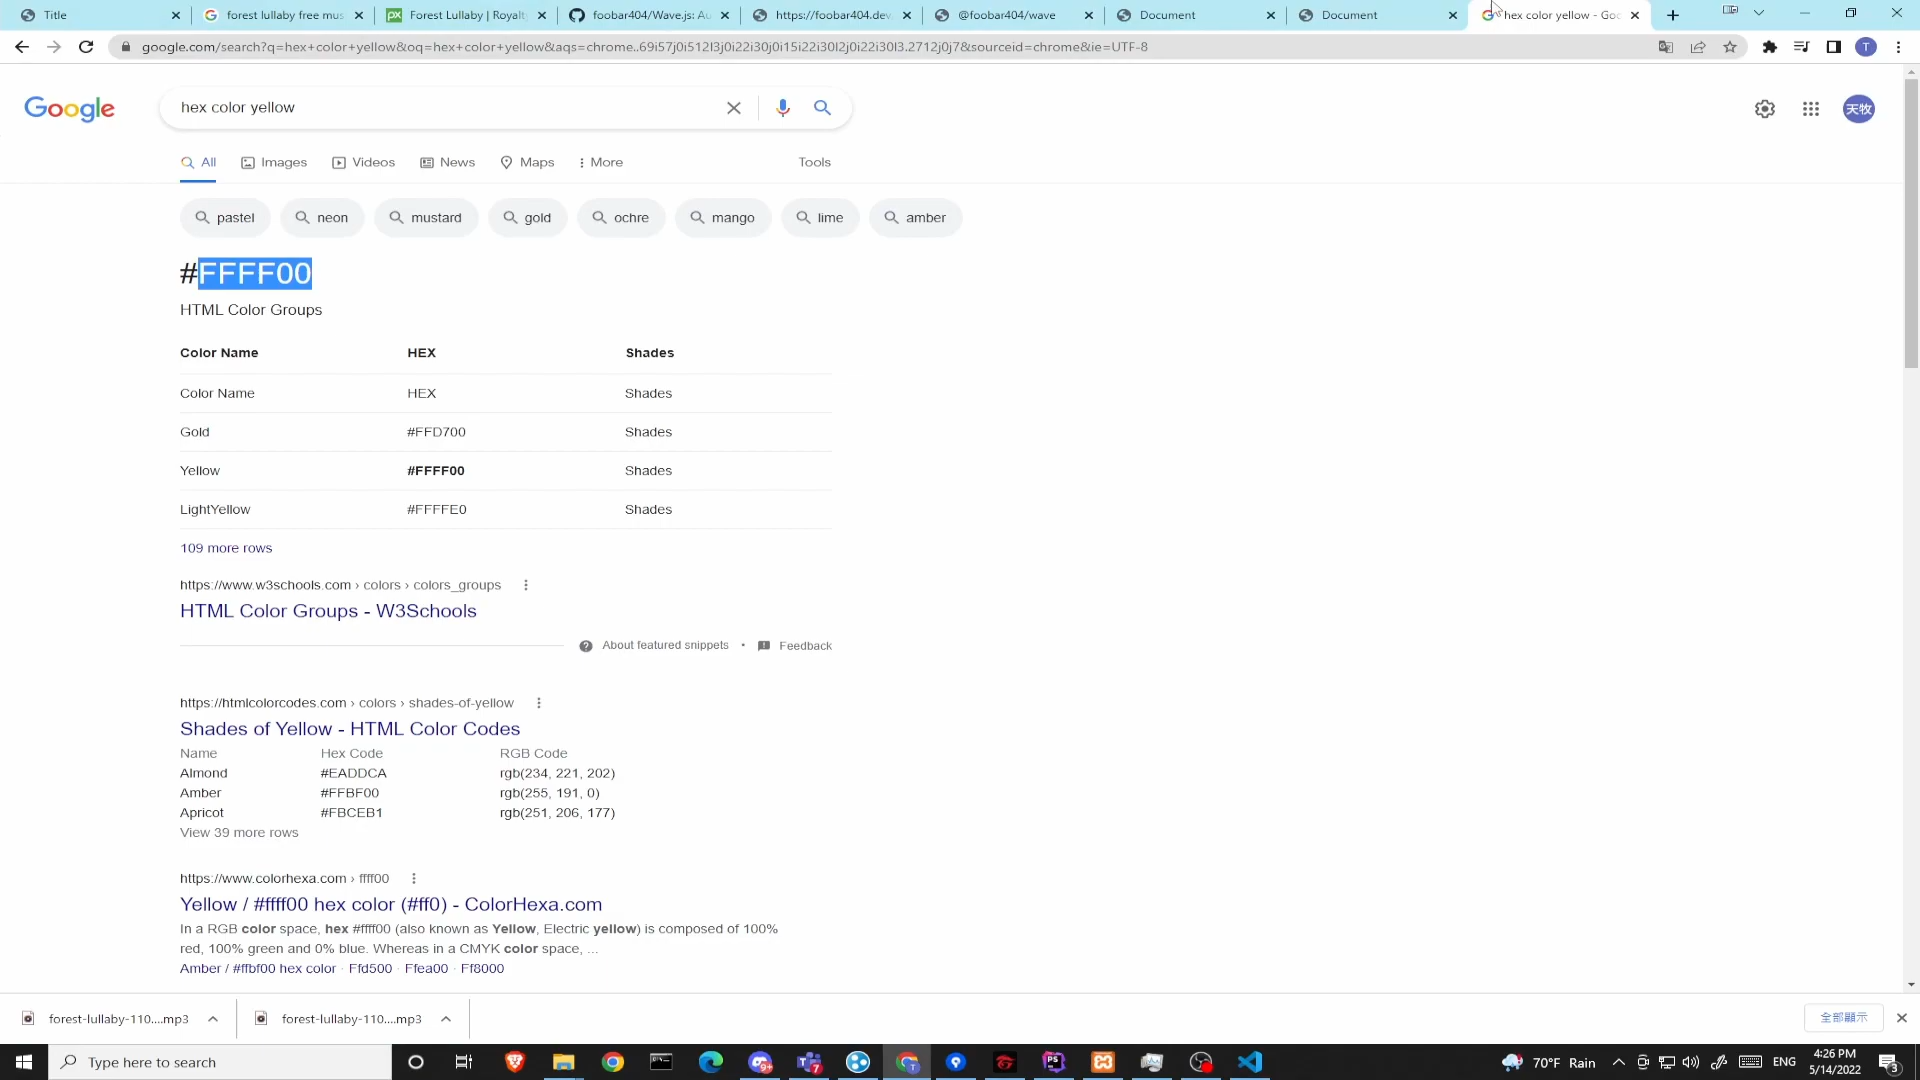 Title
forest lullaby free mus
Forest Lullaby | Royalt
foobar404/Wave.js: Au
https://foobar404.dev
@foobar404/wave
Document
Document
hex color yellow - Goo
google.com/search?q=hex+color+yellow&oq=hex+color+yellow&aqs=chrome..69i57j0i512l3j0i22i30j0i15i22i30l2j0i22i30l3.2712j0j7&sourceid=chrome&ie=UTF-8
T
Google
hex color yellow
天牧
All
Images
Videos
News
Maps
More
Tools
pastel
neon
mustard
gold
ochre
mango
lime
amber
#FFFF00
HTML Color Groups
Color Name HEX Shades
Color Name HEX Shades
Gold #FFD700 Shades
Yellow #FFFF00 Shades
LightYellow #FFFFE0 Shades
109 more rows
https://www.w3schools.com › colors › colors_groups
HTML Color Groups - W3Schools
About featured snippets • Feedback
https://htmlcolorcodes.com › colors › shades-of-yellow
Shades of Yellow - HTML Color Codes
Name Hex Code RGB Code
Almond #EADDCA rgb(234, 221, 202)
Amber #FFBF00 rgb(255, 191, 0)
Apricot #FBCEB1 rgb(251, 206, 177)
View 39 more rows
https://www.colorhexa.com › ffff00
Yellow / #ffff00 hex color (#ff0) - ColorHexa.com
In a RGB color space, hex #ffff00 (also known as Yellow, Electric yellow) is composed of 100%
red, 100% green and 0% blue. Whereas in a CMYK color space, ...
Amber / #ffbf00 hex color · Ffd500 · Ffea00 · Ff8000
forest-lullaby-110....mp3
forest-lullaby-110....mp3
全部顯示
Type here to search
9+
7
T
PS
70°F Rain
ENG
4:26 PM
5/14/2022
3